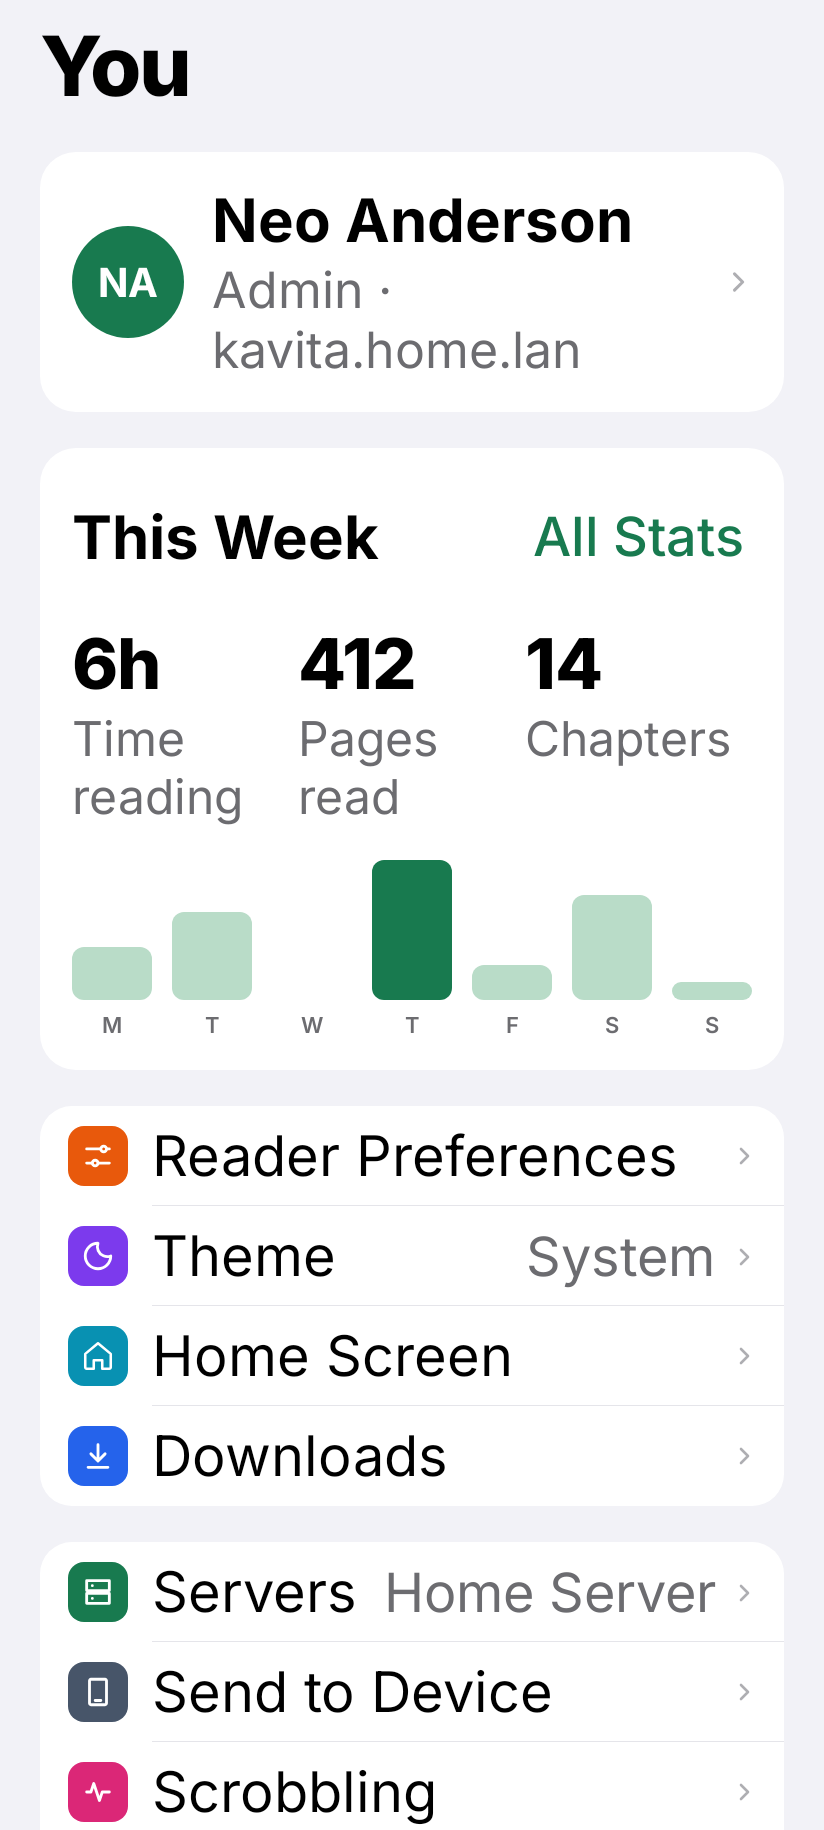 You
NA
Neo Anderson
Admin ·
kavita.home.lan
This Week
All Stats
6h
Time
reading
412
Pages
read
14
Chapters
M T W T F S S
Reader Preferences
Theme
System
Home Screen
Downloads
Servers
Home Server
Send to Device
Scrobbling